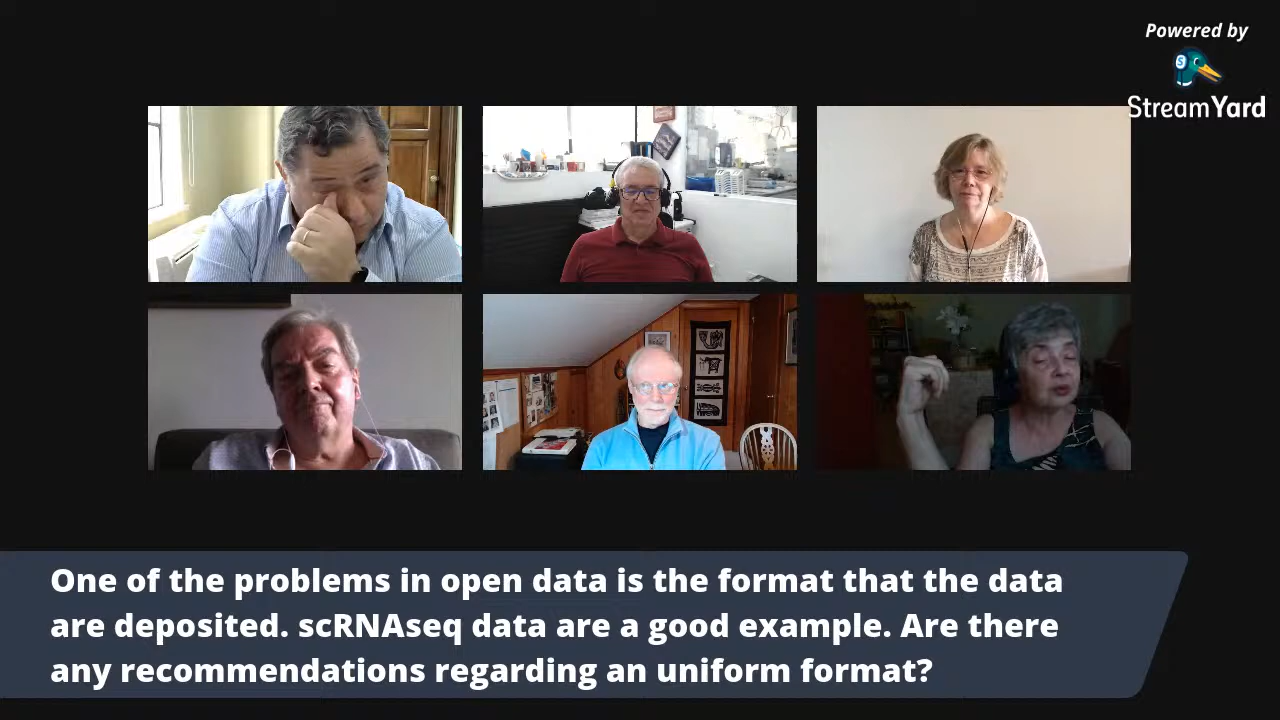 Powered by
StreamYard
One of the problems in open data is the format that the data
are deposited. scRNAseq data are a good example. Are there
any recommendations regarding an uniform format?